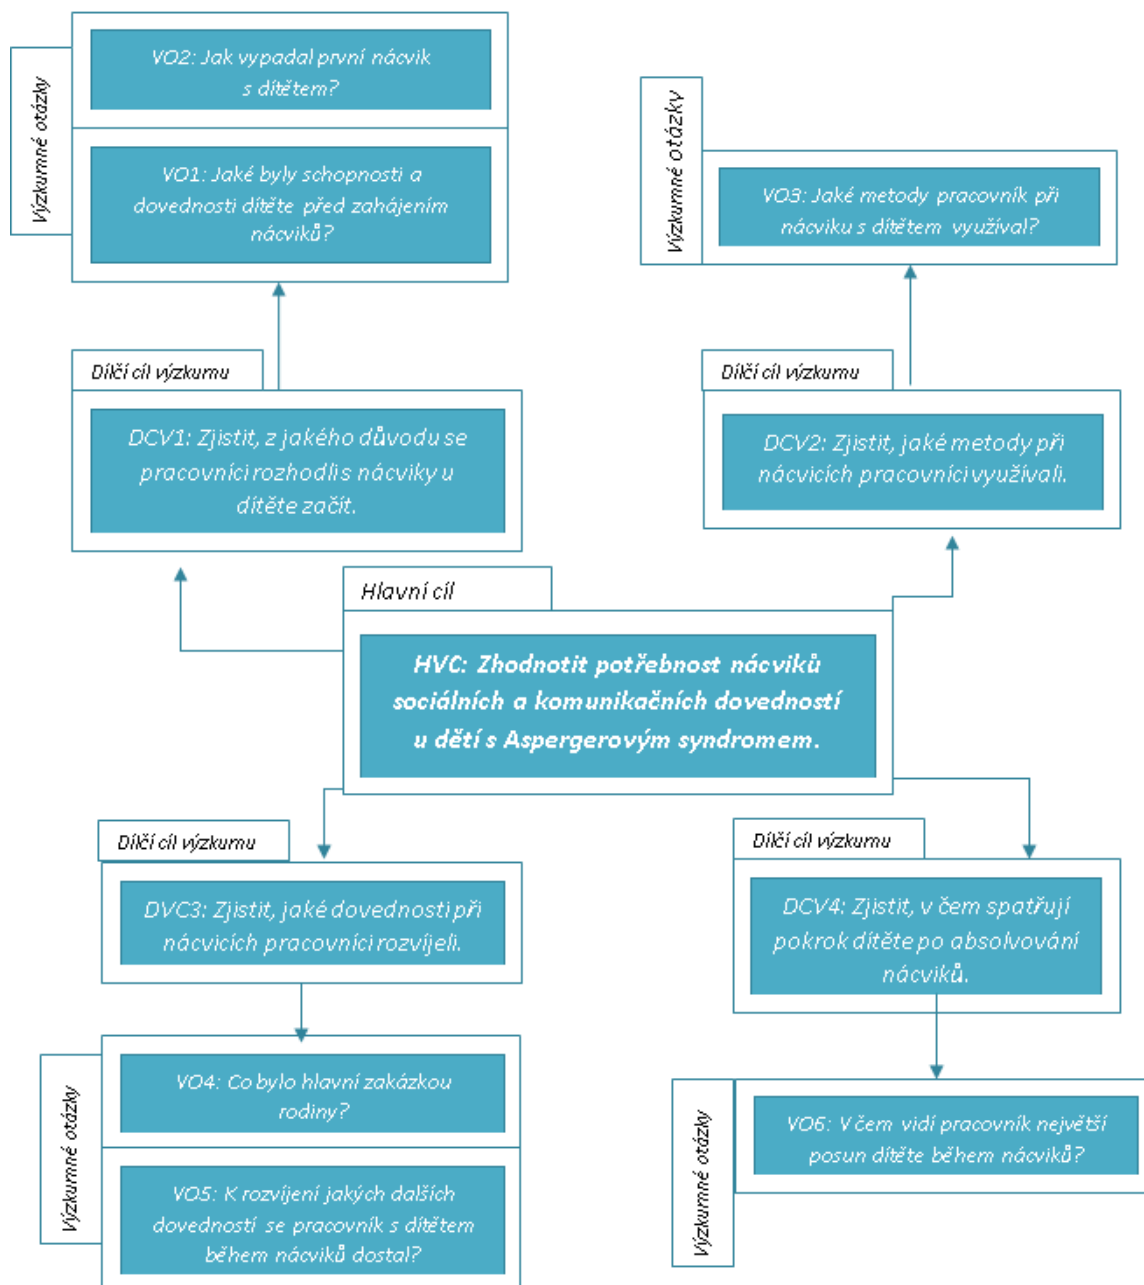 Výzkumné otázky
VO2: Jak vypadal první nácvik
s dítětem?
VO1: Jaké byly schopnosti a
dovednosti dítěte před zahájením
nácviků?
Výzkumné otázky
VO3: Jaké metody pracovník při
nácviku s dítětem využíval?
Dílčí cíl výzkumu
DCV1: Zjistit, z jakého důvodu se
pracovníci rozhodli s nácviky u
dítěte začít.
Dílčí cíl výzkumu
DCV2: Zjistit, jaké metody při
nácvicích pracovníci využívali.
Hlavní cíl
HVC: Zhodnotit potřebnost nácviků
sociálních a komunikačních dovedností
u dětí s Aspergerovým syndromem.
Dílčí cíl výzkumu
DVC3: Zjistit, jaké dovednosti při
nácvicích pracovníci rozvíjeli.
Dílčí cíl výzkumu
DCV4: Zjistit, v čem spatřují
pokrok dítěte po absolvování
nácviků.
Výzkumné otázky
VO4: Co bylo hlavní zakázkou
rodiny?
VO5: K rozvíjení jakých dalších
dovedností se pracovník s dítětem
během nácviků dostal?
Výzkumné otázky
VO6: V čem vidí pracovník největší
posun dítěte během nácviků?